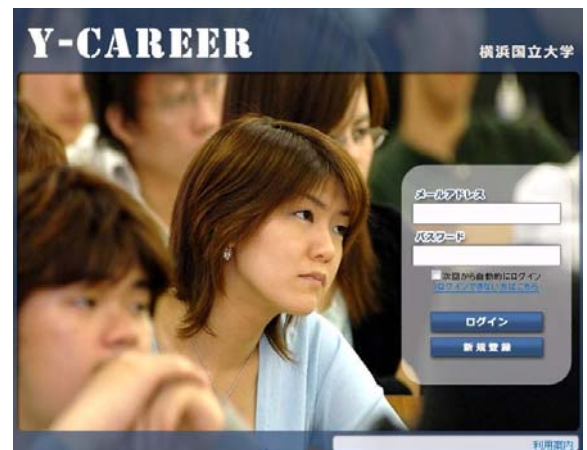 Y-CAREER
横浜国立大学
メールアドレス
パスワード
次回から自動的にログイン
ログインできない方はこちら
ログイン
新規登録
利用案内